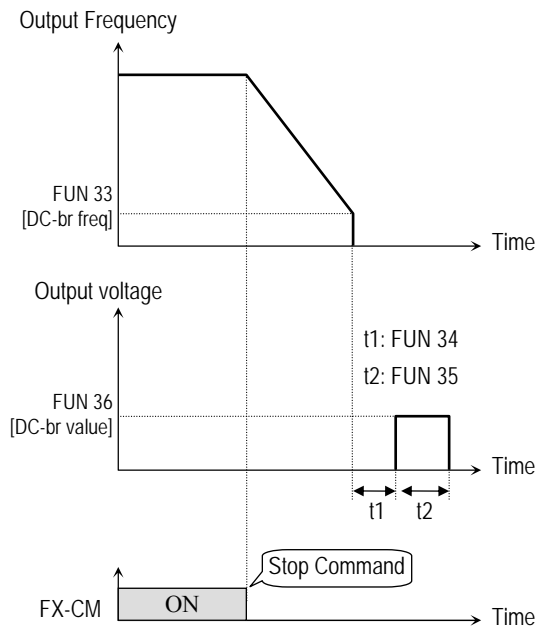 Output Frequency
FUN 33
[DC-br freq]
Time
Output voltage
t1: FUN 34
t2: FUN 35
FUN 36
[DC-br value]
Time
t1
t2
Stop Command
FX-CM
ON
Time